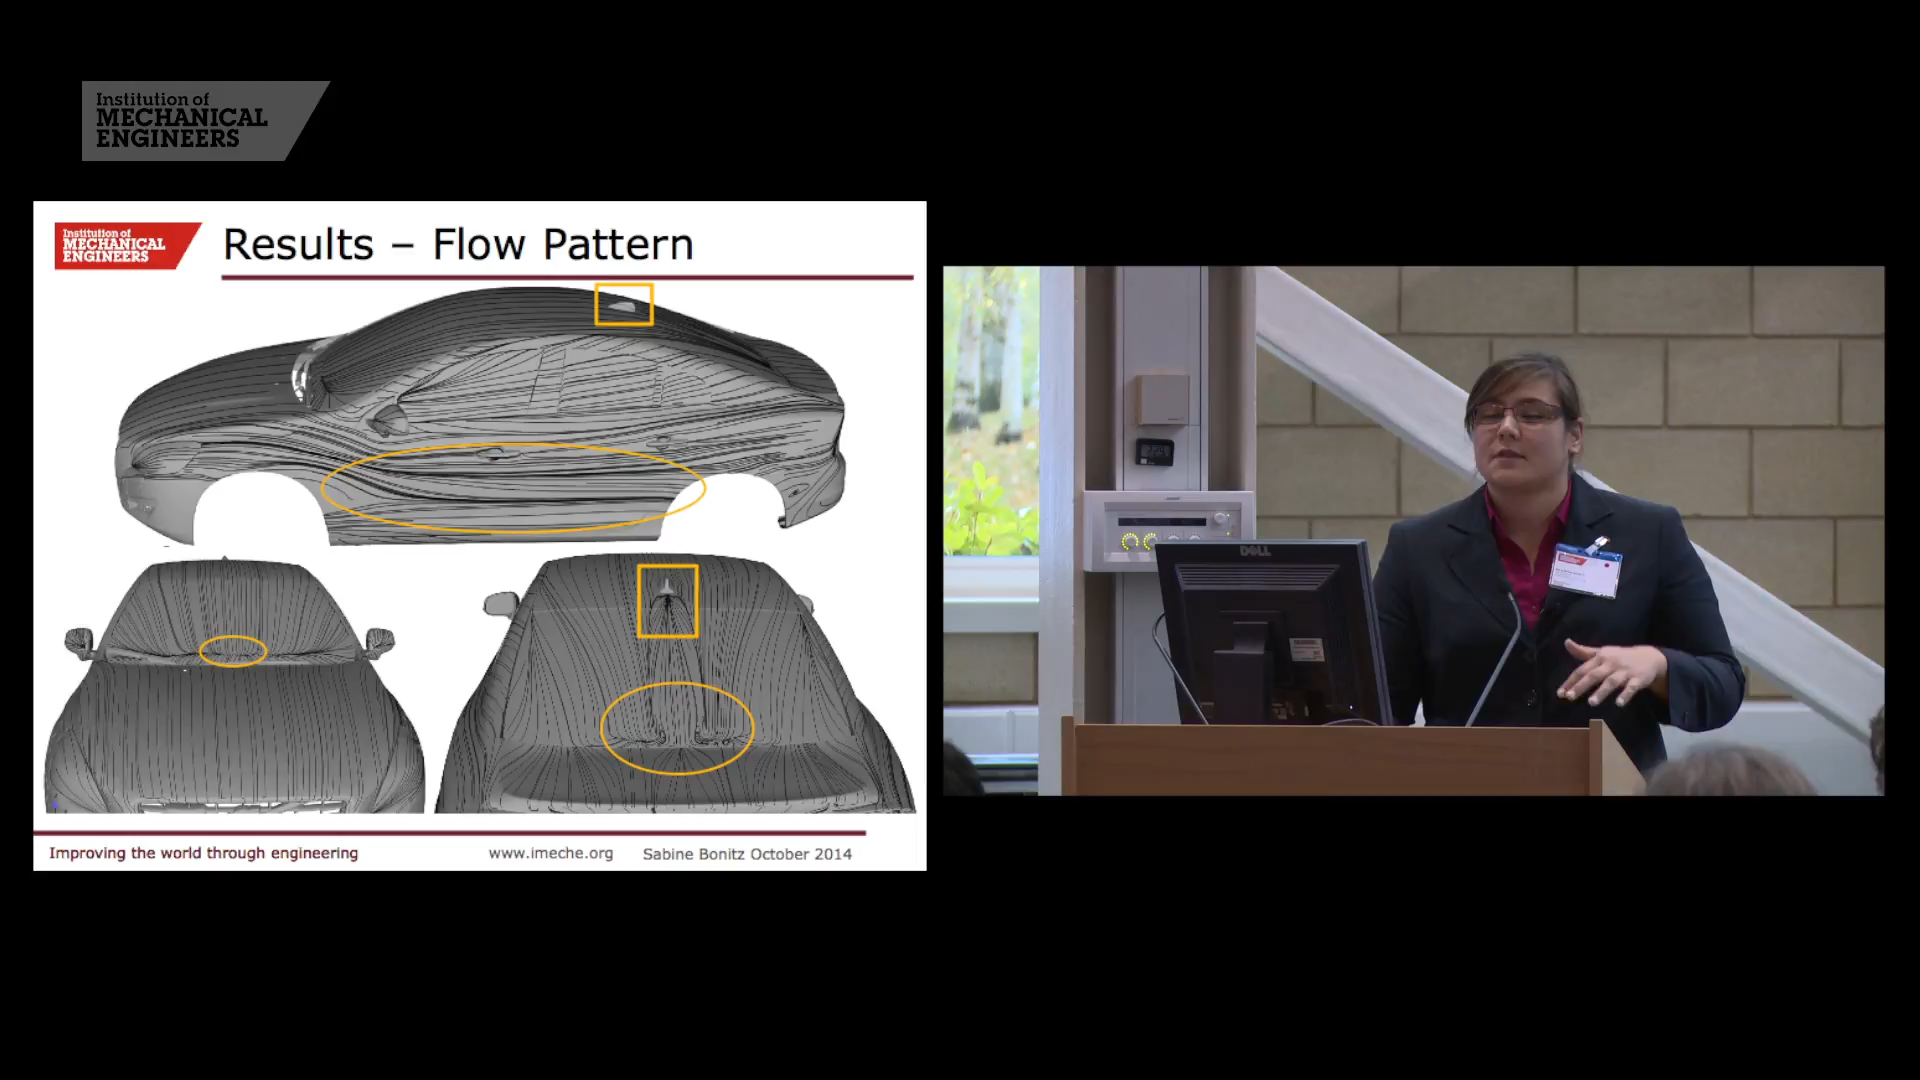 Institution of
MECHANICAL
ENGINEERS
Institution of
MECHANICAL
ENGINEERS
Results – Flow Pattern
Improving the world through engineering
www.imeche.org
Sabine Bonitz October 2014
DELL